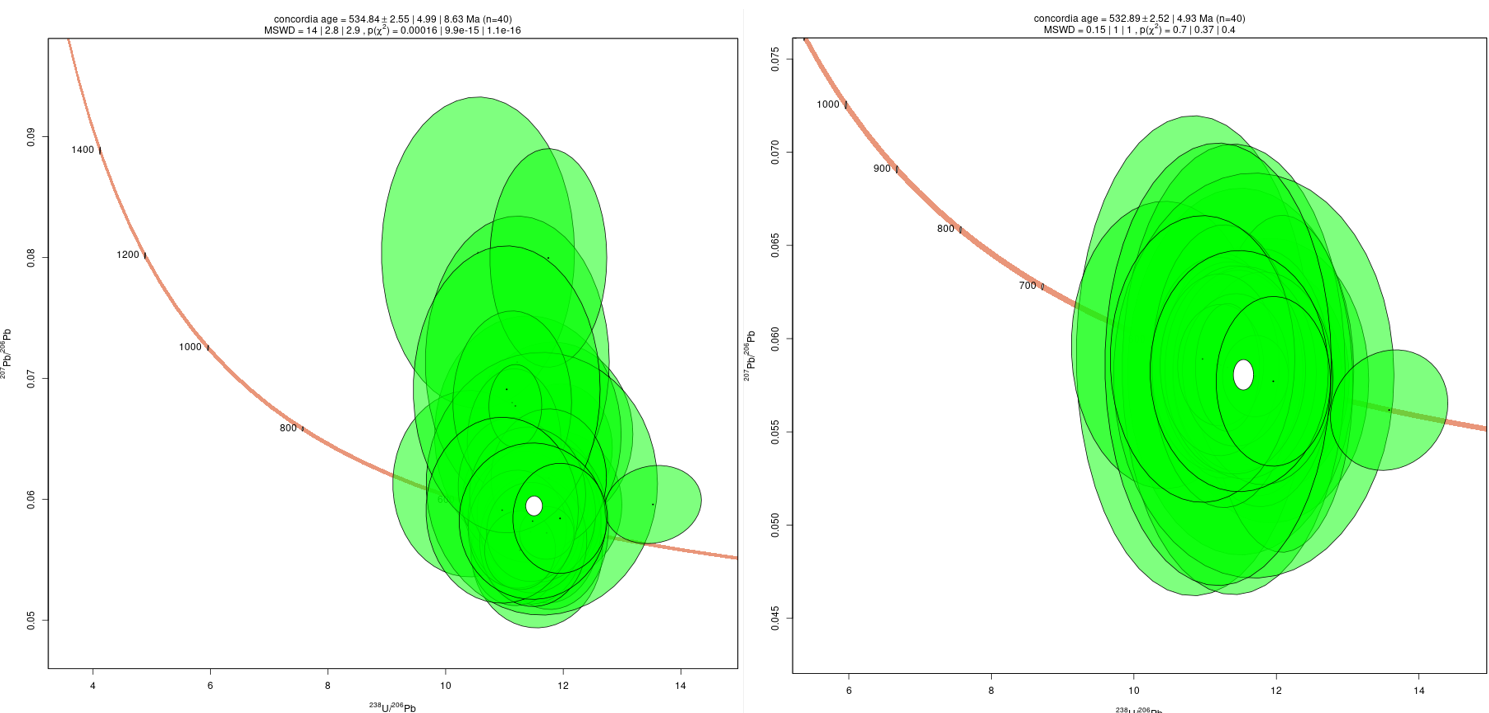 concordia age = 534.84 ± 2.55 | 4.99 | 8.63 Ma (n=40)
MSWD = 14 | 2.8 | 2.9 , p(χ²) = 0.00016 | 9.9e-15 | 1.1e-16
0.09
0.08
0.07
0.06
0.05
²⁰⁷Pb/²⁰⁶Pb
1400
1200
1000
800
4 6 8 10 12 14
²³⁸U/²⁰⁶Pb
concordia age = 532.89 ± 2.52 | 4.93 Ma (n=40)
MSWD = 0.15 | 1 | 1 , p(χ²) = 0.7 | 0.37 | 0.4
0.075
0.070
0.065
0.060
0.055
0.050
0.045
²⁰⁷Pb/²⁰⁶Pb
1000
900
800
700
6 8 10 12 14
²³⁸U/²⁰⁶Pb